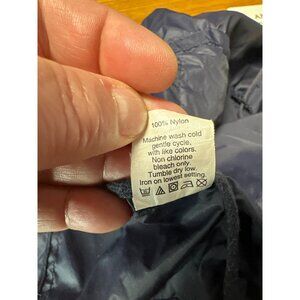 100% Nylon
Machine wash cold
gentle cycle,
with like colors.
Non chlorine
bleach only.
Tumble dry low.
Iron on lowest setting.